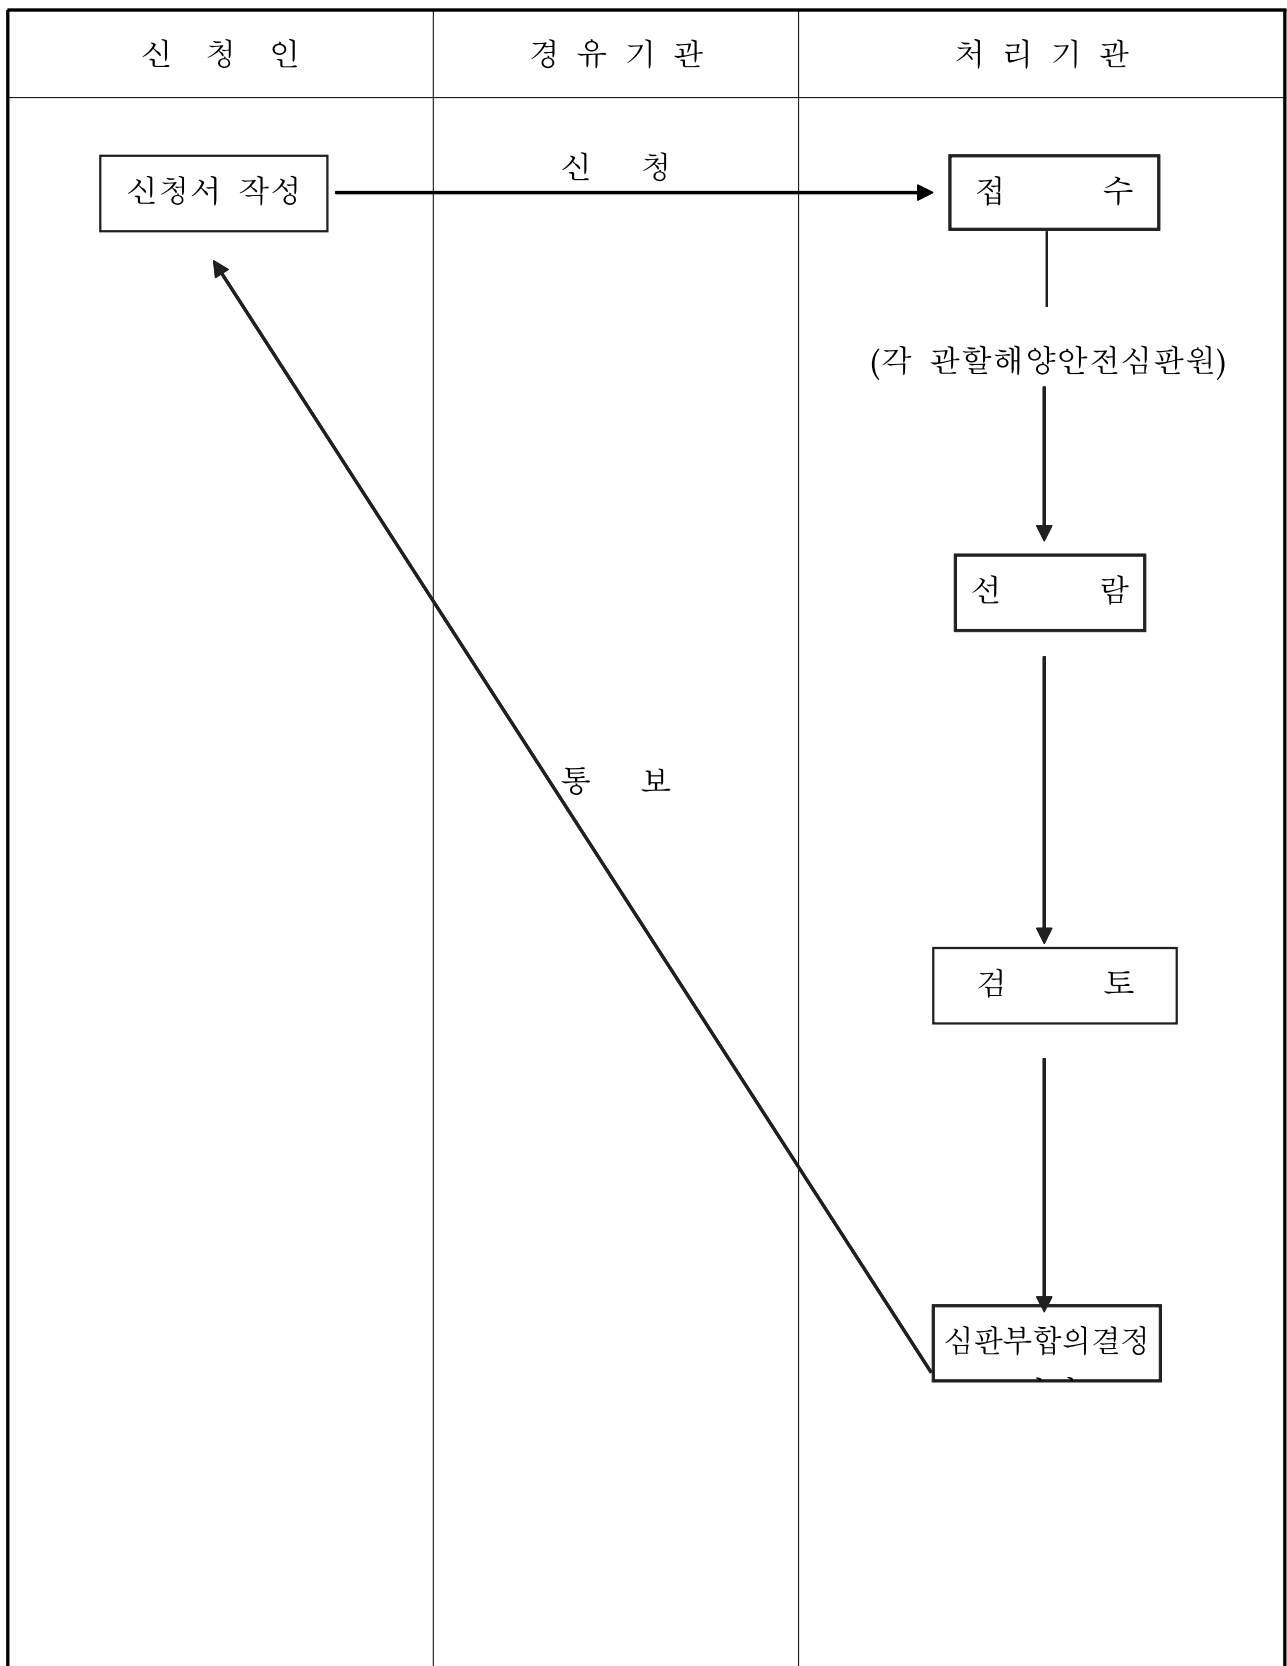 신 청 인
경 유 기 관
처 리 기 관
신청서 작성
신 청
접 수
(각 관할해양안전심판원)
선 람
통 보
검 토
심판부합의결정